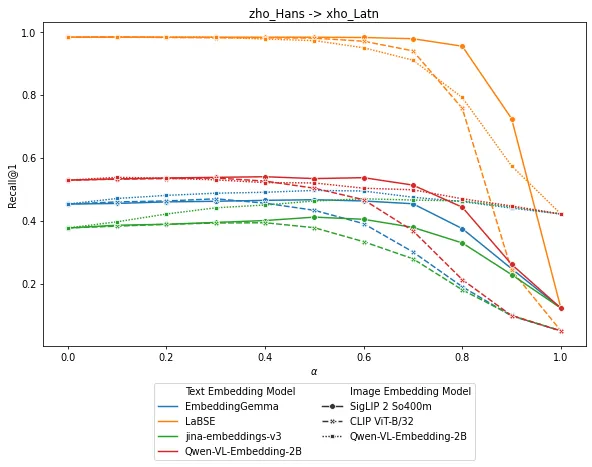 zho_Hans -> xho_Latn
Recall@1
1.0
0.8
0.6
0.4
0.2
0.0 0.2 0.4 0.6 0.8 1.0
α
Text Embedding Model
EmbeddingGemma
LaBSE
jina-embeddings-v3
Qwen-VL-Embedding-2B
Image Embedding Model
SigLIP 2 So400m
CLIP ViT-B/32
Qwen-VL-Embedding-2B